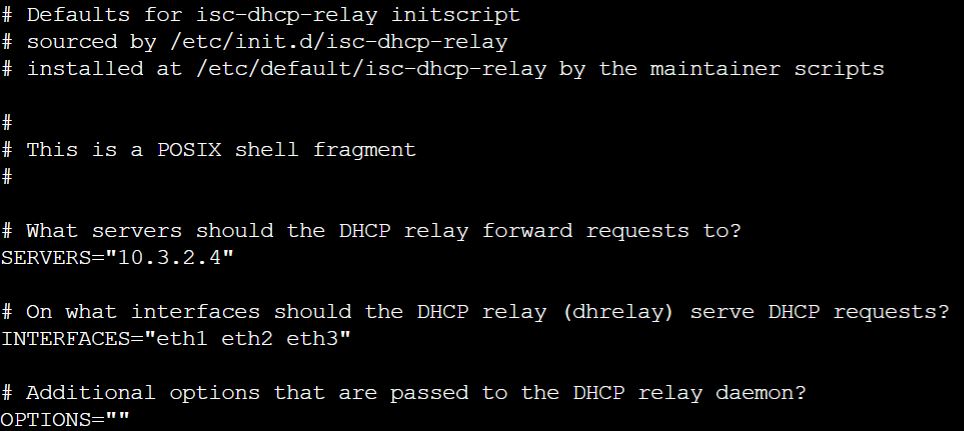 # Defaults for isc-dhcp-relay initscript
# sourced by /etc/init.d/isc-dhcp-relay
# installed at /etc/default/isc-dhcp-relay by the maintainer scripts
#
# This is a POSIX shell fragment
#
# What servers should the DHCP relay forward requests to?
SERVERS="10.3.2.4"
# On what interfaces should the DHCP relay (dhrelay) serve DHCP requests?
INTERFACES="eth1 eth2 eth3"
# Additional options that are passed to the DHCP relay daemon?
OPTIONS=""